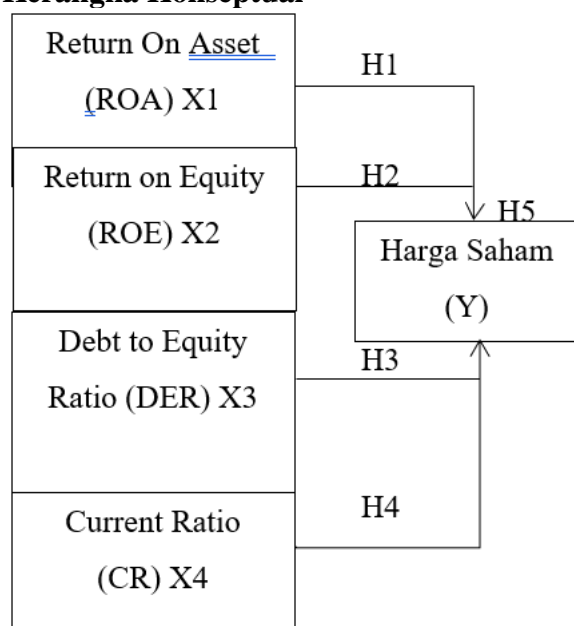 Kerangka Konseptual
Return On Asset
(ROA) X1
H1
Return on Equity
(ROE) X2
H2
H5
Harga Saham
(Y)
Debt to Equity
Ratio (DER) X3
H3
Current Ratio
(CR) X4
H4